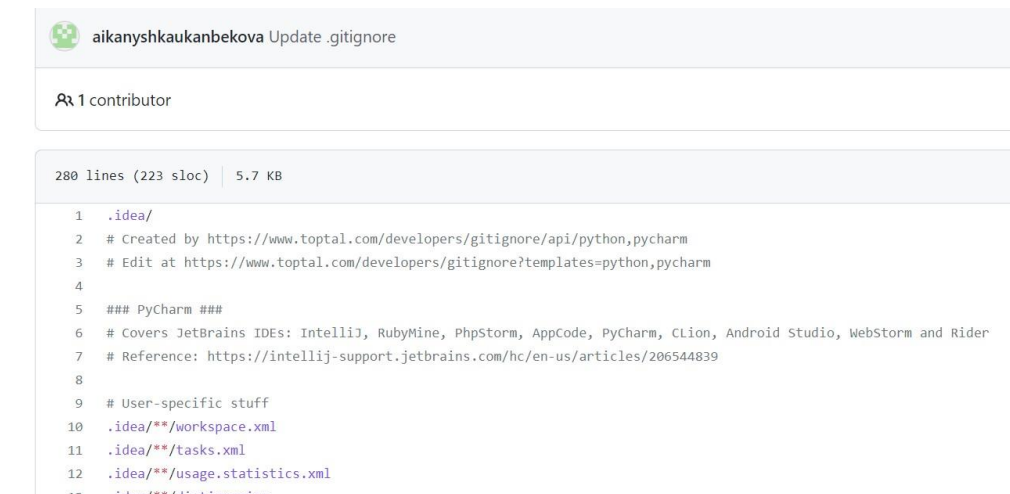 aikanyshkaukanbekova Update .gitignore
1 contributor
280 lines (223 sloc) 5.7 KB
1 .idea/
2 # Created by https://www.toptal.com/developers/gitignore/api/python,pycharm
3 # Edit at https://www.toptal.com/developers/gitignore?templates=python,pycharm
4
5 ### PyCharm ###
6 # Covers JetBrains IDEs: IntelliJ, RubyMine, PhpStorm, AppCode, PyCharm, CLion, Android Studio, WebStorm and Rider
7 # Reference: https://intellij-support.jetbrains.com/hc/en-us/articles/206544839
8
9 # User-specific stuff
10 .idea/**/workspace.xml
11 .idea/**/tasks.xml
12 .idea/**/usage.statistics.xml